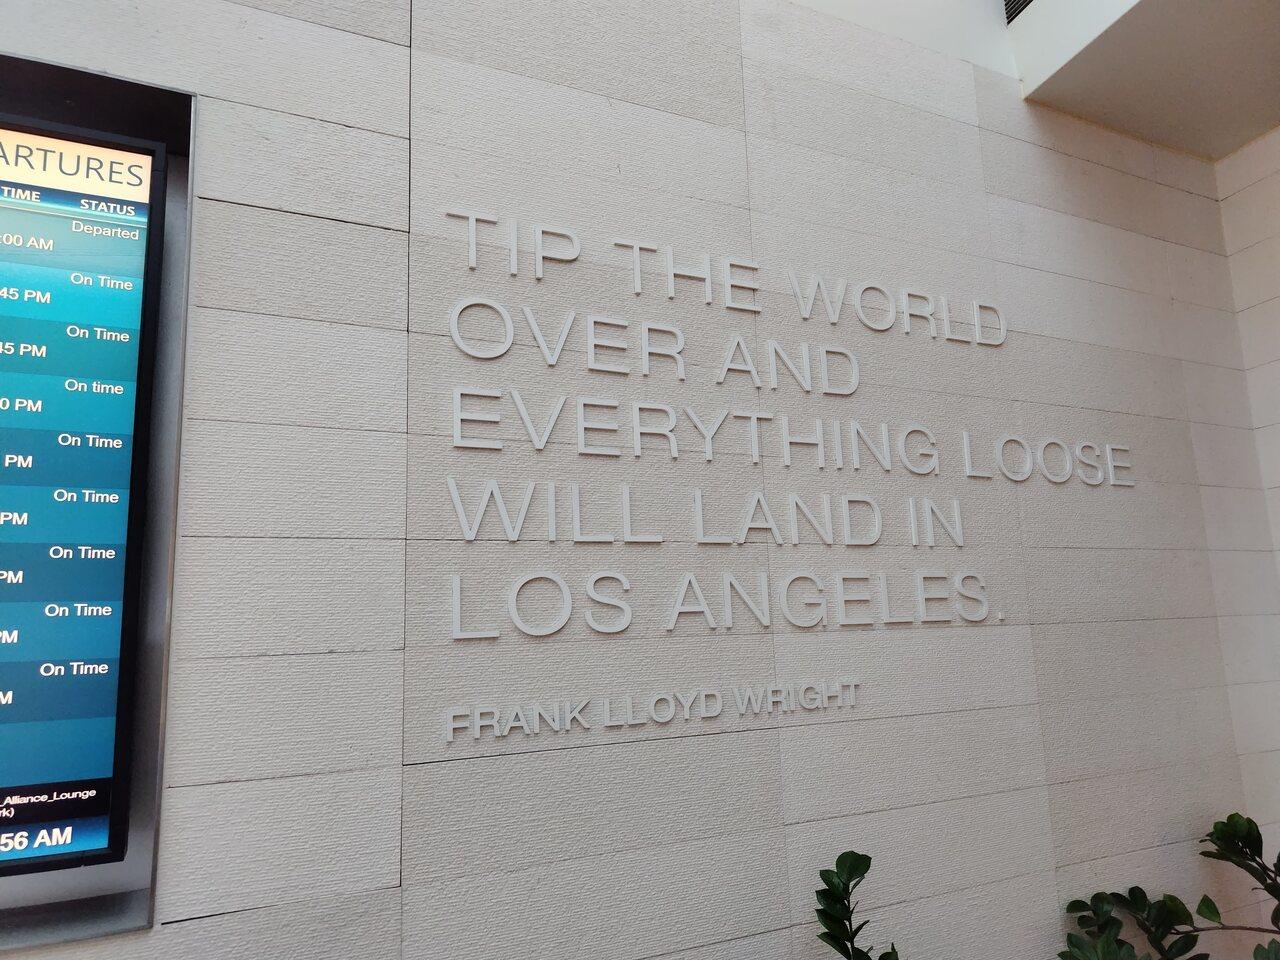 ARTURES
TIME STATUS
Departed
:00 AM
On Time
45 PM
On Time
45 PM
On time
0 PM
On Time
PM
On Time
PM
On Time
PM
On Time
PM
On Time
M
_Alliance_Lounge
rk)
56 AM
TIP THE WORLD
OVER AND
EVERYTHING LOOSE
WILL LAND IN
LOS ANGELES.
FRANK LLOYD WRIGHT